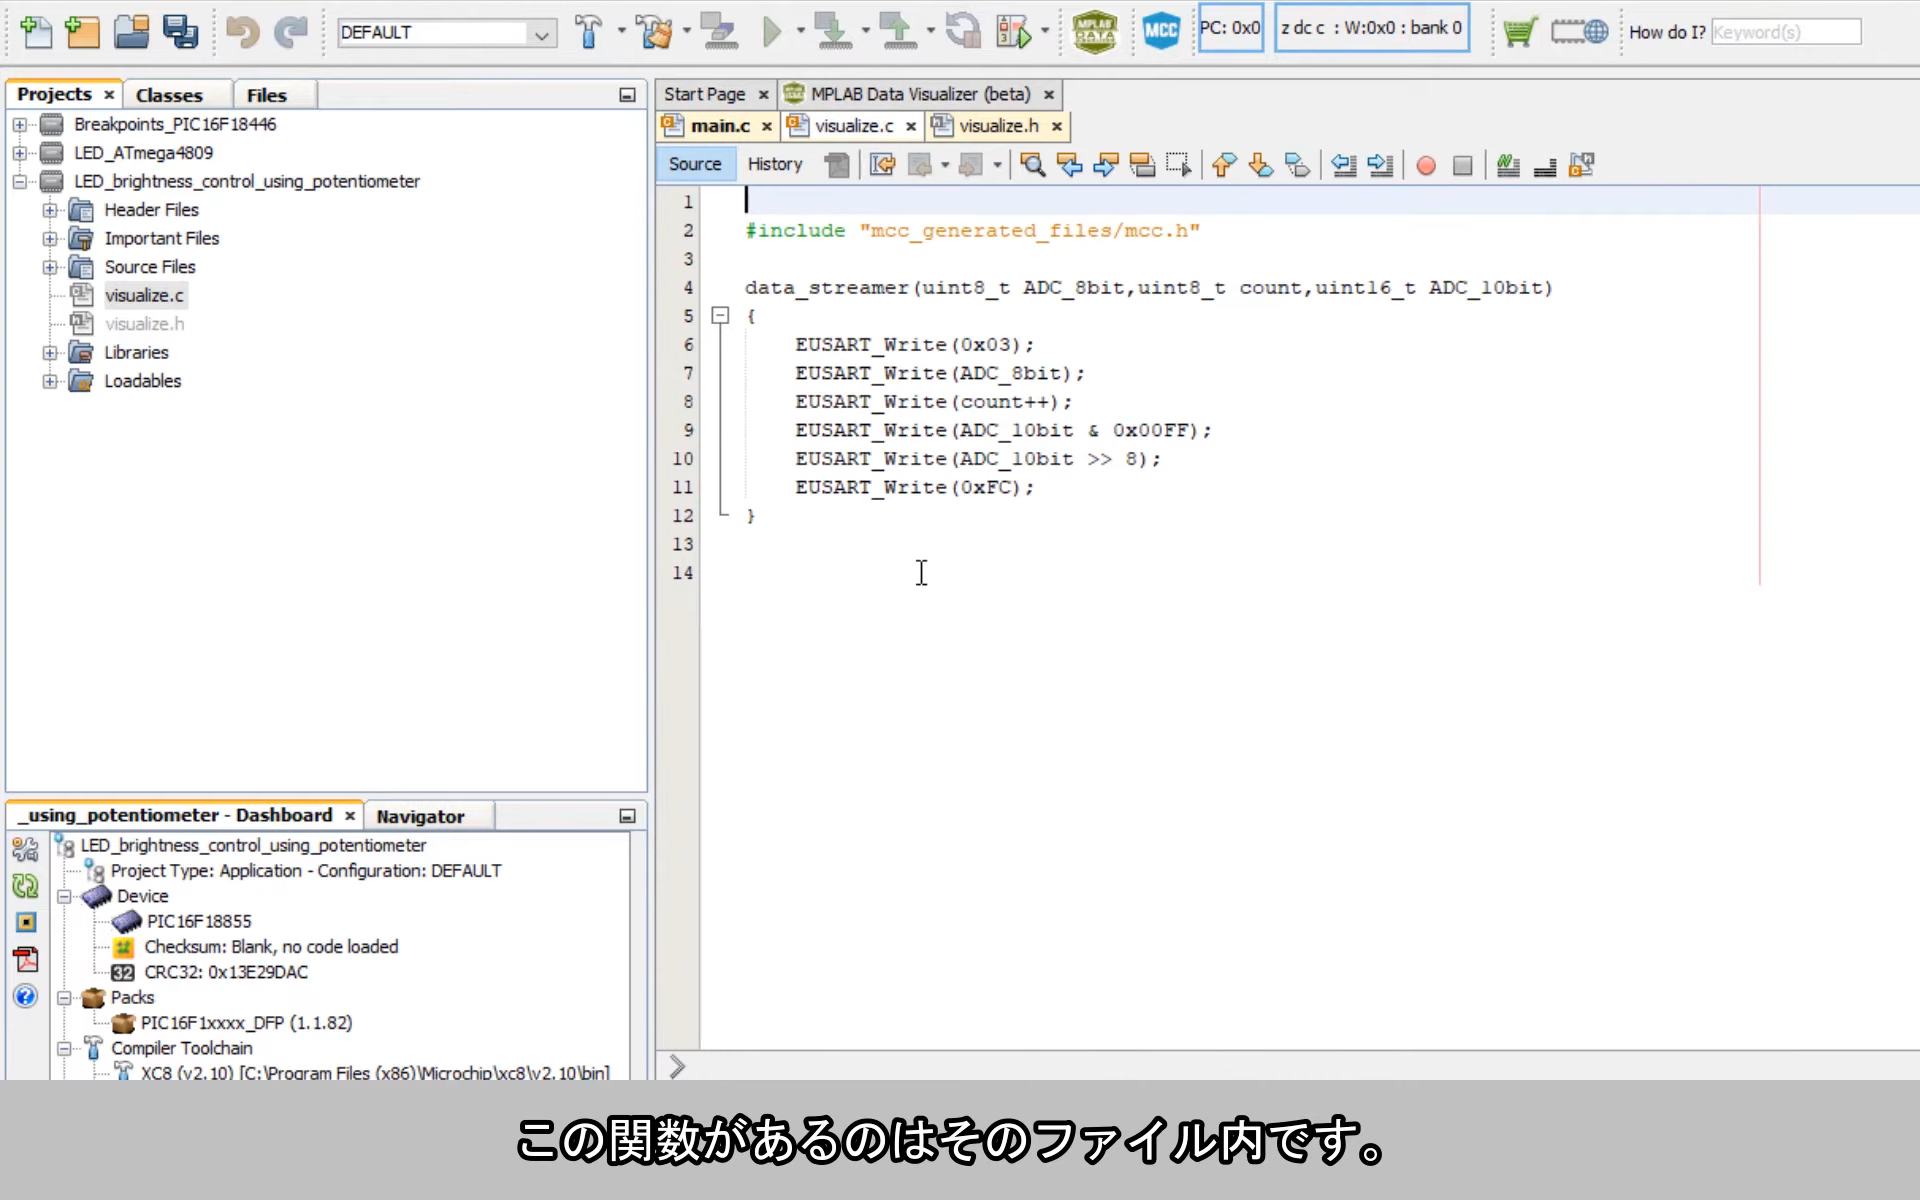 DEFAULT
MPLAB
DATA
MCC
PC: 0x0
z dc c : W:0x0 : bank 0
How do I?
Keyword(s)
Projects
Classes
Files
Breakpoints_PIC16F18446
LED_ATmega4809
LED_brightness_control_using_potentiometer
Header Files
Important Files
Source Files
visualize.c
visualize.h
Libraries
Loadables
Start Page
MPLAB Data Visualizer (beta)
main.c
visualize.c
visualize.h
Source
History
1
2 #include "mcc_generated_files/mcc.h"
3
4 data_streamer(uint8_t ADC_8bit,uint8_t count,uint16_t ADC_10bit)
5 {
6 EUSART_Write(0x03);
7 EUSART_Write(ADC_8bit);
8 EUSART_Write(count++);
9 EUSART_Write(ADC_10bit & 0x00FF);
10 EUSART_Write(ADC_10bit >> 8);
11 EUSART_Write(0xFC);
12 }
13
14
_using_potentiometer - Dashboard
Navigator
LED_brightness_control_using_potentiometer
Project Type: Application - Configuration: DEFAULT
Device
PIC16F18855
Checksum: Blank, no code loaded
32 CRC32: 0x13E29DAC
Packs
PIC16F1xxxx_DFP (1.1.82)
Compiler Toolchain
XC8 (v2.10) [C:\Program Files (x86)\Microchip\xc8\v2.10\bin]
この関数があるのはそのファイル内です。